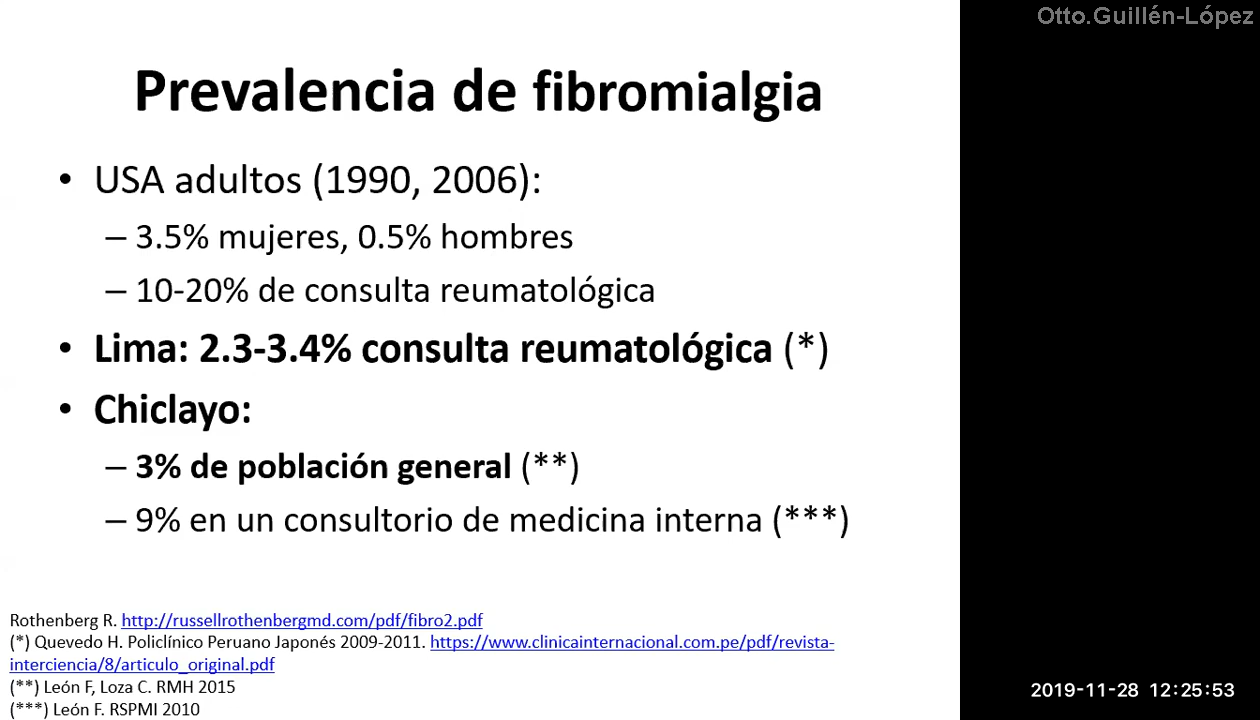 Otto.Guillén-López
Prevalencia de fibromialgia
• USA adultos (1990, 2006):
– 3.5% mujeres, 0.5% hombres
– 10-20% de consulta reumatológica
• Lima: 2.3-3.4% consulta reumatológica (*)
• Chiclayo:
– 3% de población general (**)
– 9% en un consultorio de medicina interna (***)
Rothenberg R. http://russellrothenbergmd.com/pdf/fibro2.pdf
(*) Quevedo H. Policlínico Peruano Japonés 2009-2011. https://www.clinicainternacional.com.pe/pdf/revista-
interciencia/8/articulo_original.pdf
(**) León F, Loza C. RMH 2015
(***) León F. RSPMI 2010
2019-11-28 12:25:53